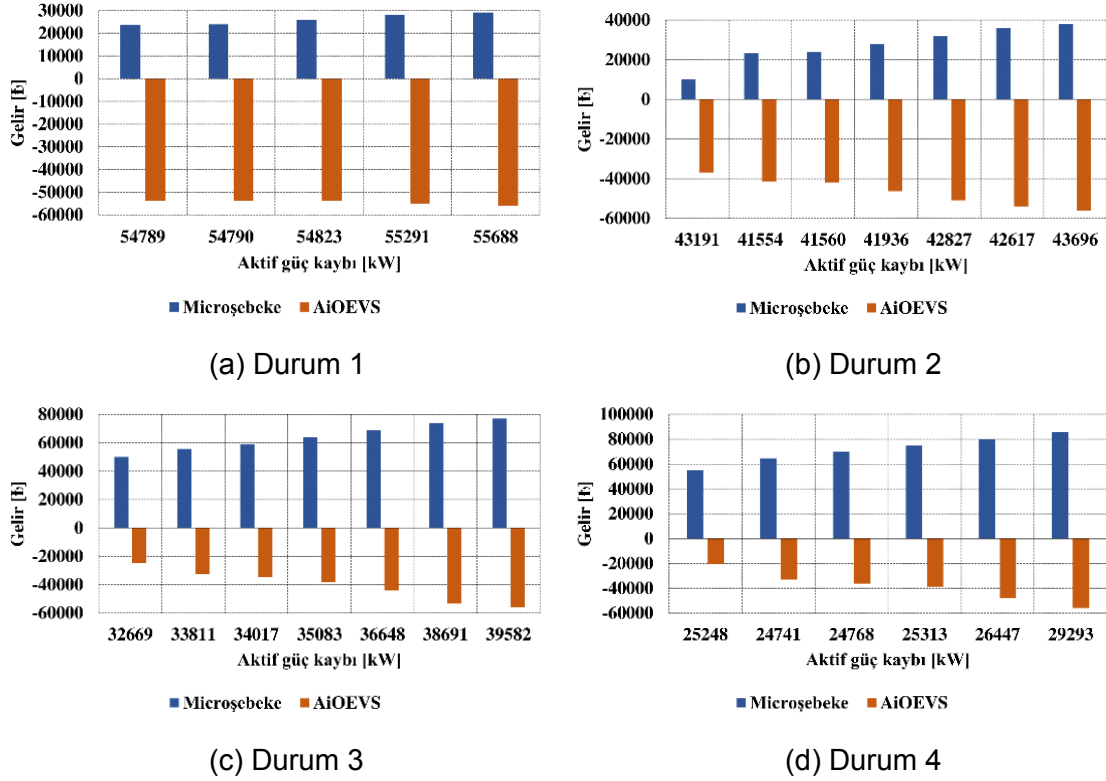 30000
20000
10000
0
-10000
-20000
-30000
-40000
-50000
-60000
Gelir [₺]
54789 54790 54823 55291 55688
Aktif güç kaybı [kW]
Microşebeke AiOEVS
(a) Durum 1
40000
20000
0
-20000
-40000
-60000
Gelir [₺]
43191 41554 41560 41936 42827 42617 43696
Aktif güç kaybı [kW]
Microşebeke AiOEVS
(b) Durum 2
80000
60000
40000
20000
0
-20000
-40000
-60000
Gelir [₺]
32669 33811 34017 35083 36648 38691 39582
Aktif güç kaybı [kW]
Microşebeke AiOEVS
(c) Durum 3
100000
80000
60000
40000
20000
0
-20000
-40000
-60000
Gelir [₺]
25248 24741 24768 25313 26447 29293
Aktif güç kaybı [kW]
Microşebeke AiOEVS
(d) Durum 4